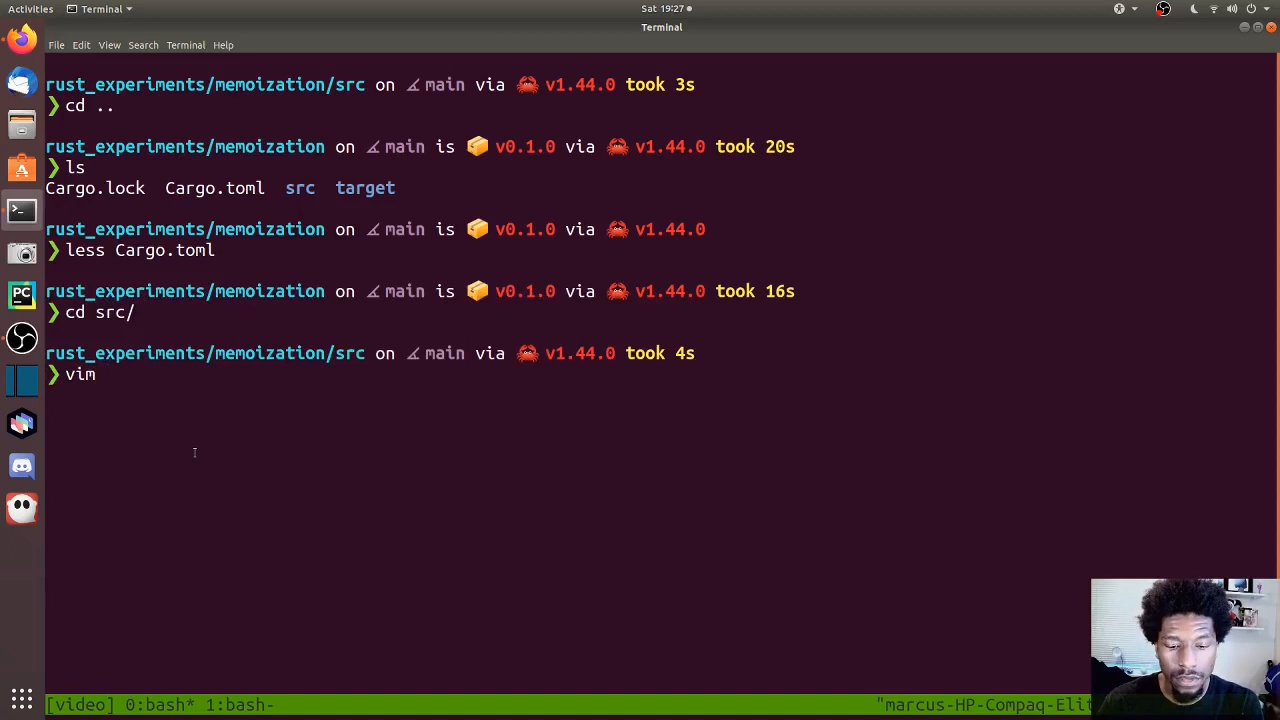 Activities Terminal Sat 19:27
Terminal
File Edit View Search Terminal Help
rust_experiments/memoization/src on main via v1.44.0 took 3s
❯ cd ..
rust_experiments/memoization on main is v0.1.0 via v1.44.0 took 20s
❯ ls
Cargo.lock Cargo.toml src target
rust_experiments/memoization on main is v0.1.0 via v1.44.0
❯ less Cargo.toml
rust_experiments/memoization on main is v0.1.0 via v1.44.0 took 16s
❯ cd src/
rust_experiments/memoization/src on main via v1.44.0 took 4s
❯ vim
[video] 0:bash* 1:bash- "marcus-HP-Compaq-Elit